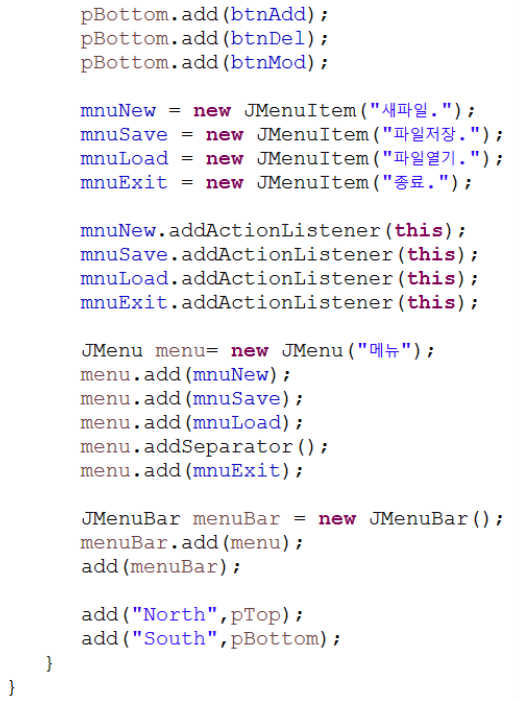 pBottom.add(btnAdd);
pBottom.add(btnDel);
pBottom.add(btnMod);
mnuNew = new JMenuItem("새파일.");
mnuSave = new JMenuItem("파일저장.");
mnuLoad = new JMenuItem("파일열기.");
mnuExit = new JMenuItem("종료.");
mnuNew.addActionListener(this);
mnuSave.addActionListener(this);
mnuLoad.addActionListener(this);
mnuExit.addActionListener(this);
JMenu menu= new JMenu("메뉴");
menu.add(mnuNew);
menu.add(mnuSave);
menu.add(mnuLoad);
menu.addSeparator();
menu.add(mnuExit);
JMenuBar menuBar = new JMenuBar();
menuBar.add(menu);
add(menuBar);
add("North",pTop);
add("South",pBottom);
}
}